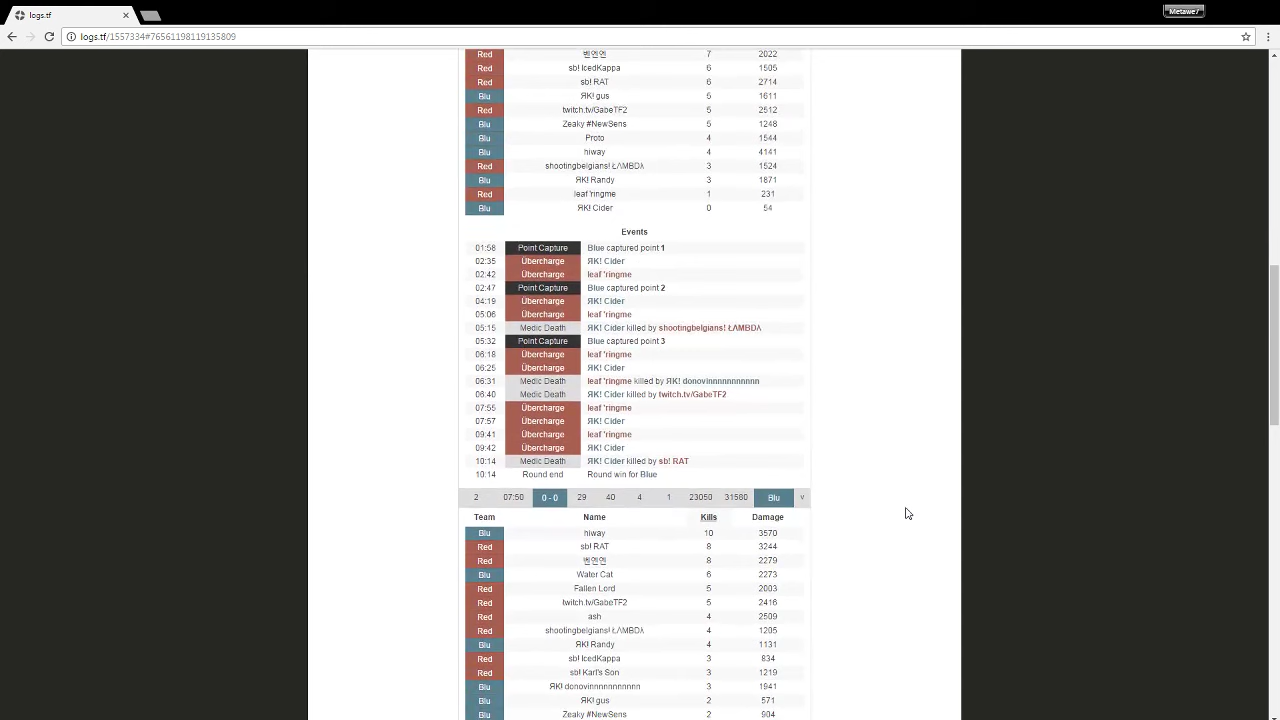 logs.tf
Metawe7
logs.tf/1557334#76561198119135809
Red 벤엔엔 7 2022
Red sb! IcedKappa 6 1505
Red sb! RAT 6 2714
Blu ЯK! gus 5 1611
Red twitch.tv/GabeTF2 5 2512
Blu Zeaky #NewSens 5 1248
Blu Proto 4 1544
Blu hiway 4 4141
Red shootingbelgians! ŁΛMBDλ 3 1524
Blu ЯK! Randy 3 1871
Red leaf 'ringme 1 231
Blu ЯK! Cider 0 54
Events
01:58 Point Capture Blue captured point 1
02:35 Übercharge ЯK! Cider
02:42 Übercharge leaf 'ringme
02:47 Point Capture Blue captured point 2
04:19 Übercharge ЯK! Cider
05:06 Übercharge leaf 'ringme
05:15 Medic Death ЯK! Cider killed by shootingbelgians! ŁΛMBDλ
05:32 Point Capture Blue captured point 3
06:18 Übercharge leaf 'ringme
06:25 Übercharge ЯK! Cider
06:31 Medic Death leaf 'ringme killed by ЯK! donovinnnnnnnnnnn
06:40 Medic Death ЯK! Cider killed by twitch.tv/GabeTF2
07:55 Übercharge leaf 'ringme
07:57 Übercharge ЯK! Cider
09:41 Übercharge leaf 'ringme
09:42 Übercharge ЯK! Cider
10:14 Medic Death ЯK! Cider killed by sb! RAT
10:14 Round end Round win for Blue
2 07:50 0 - 0 29 40 4 1 23050 31580 Blu v
Team Name Kills Damage
Blu hiway 10 3570
Red sb! RAT 8 3244
Red 벤엔엔 8 2279
Blu Water Cat 6 2273
Red Fallen Lord 5 2003
Red twitch.tv/GabeTF2 5 2416
Red ash 4 2509
Red shootingbelgians! ŁΛMBDλ 4 1205
Blu ЯK! Randy 4 1131
Red sb! IcedKappa 3 834
Red sb! Karl's Son 3 1219
Blu ЯK! donovinnnnnnnnnnn 3 1941
Blu ЯK! gus 2 571
Blu Zeaky #NewSens 2 904